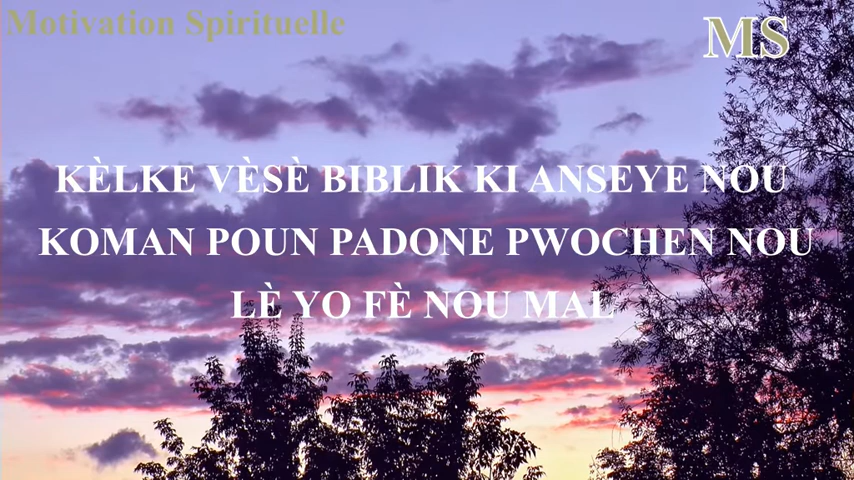 Motivation Spirituelle
MS
KÈLKE VÈSÈ BIBLIK KI ANSEYE NOU
KOMAN POUN PADONE PWOCHEN NOU
LÈ YO FÈ NOU MAL